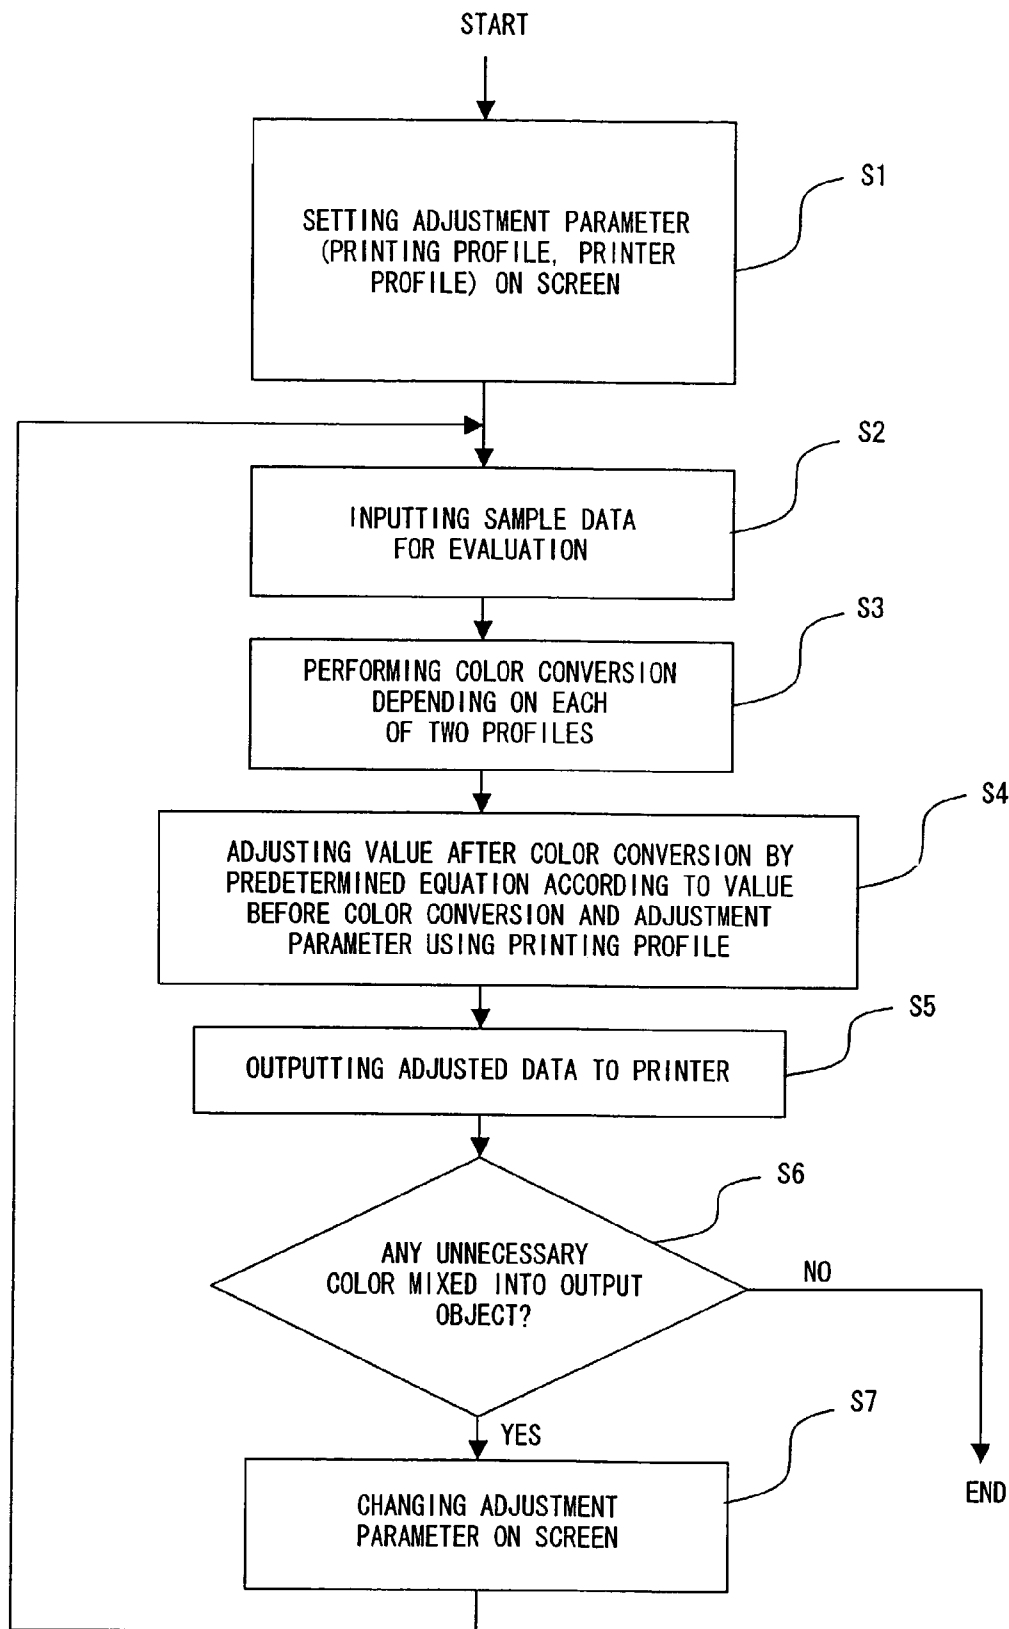 START
S1
SETTING ADJUSTMENT PARAMETER
(PRINTING PROFILE, PRINTER
PROFILE) ON SCREEN
S2
INPUTTING SAMPLE DATA
FOR EVALUATION
S3
PERFORMING COLOR CONVERSION
DEPENDING ON EACH
OF TWO PROFILES
S4
ADJUSTING VALUE AFTER COLOR CONVERSION BY
PREDETERMINED EQUATION ACCORDING TO VALUE
BEFORE COLOR CONVERSION AND ADJUSTMENT
PARAMETER USING PRINTING PROFILE
S5
OUTPUTTING ADJUSTED DATA TO PRINTER
S6
ANY UNNECESSARY
COLOR MIXED INTO OUTPUT
OBJECT?
NO
YES
S7
CHANGING ADJUSTMENT
PARAMETER ON SCREEN
END